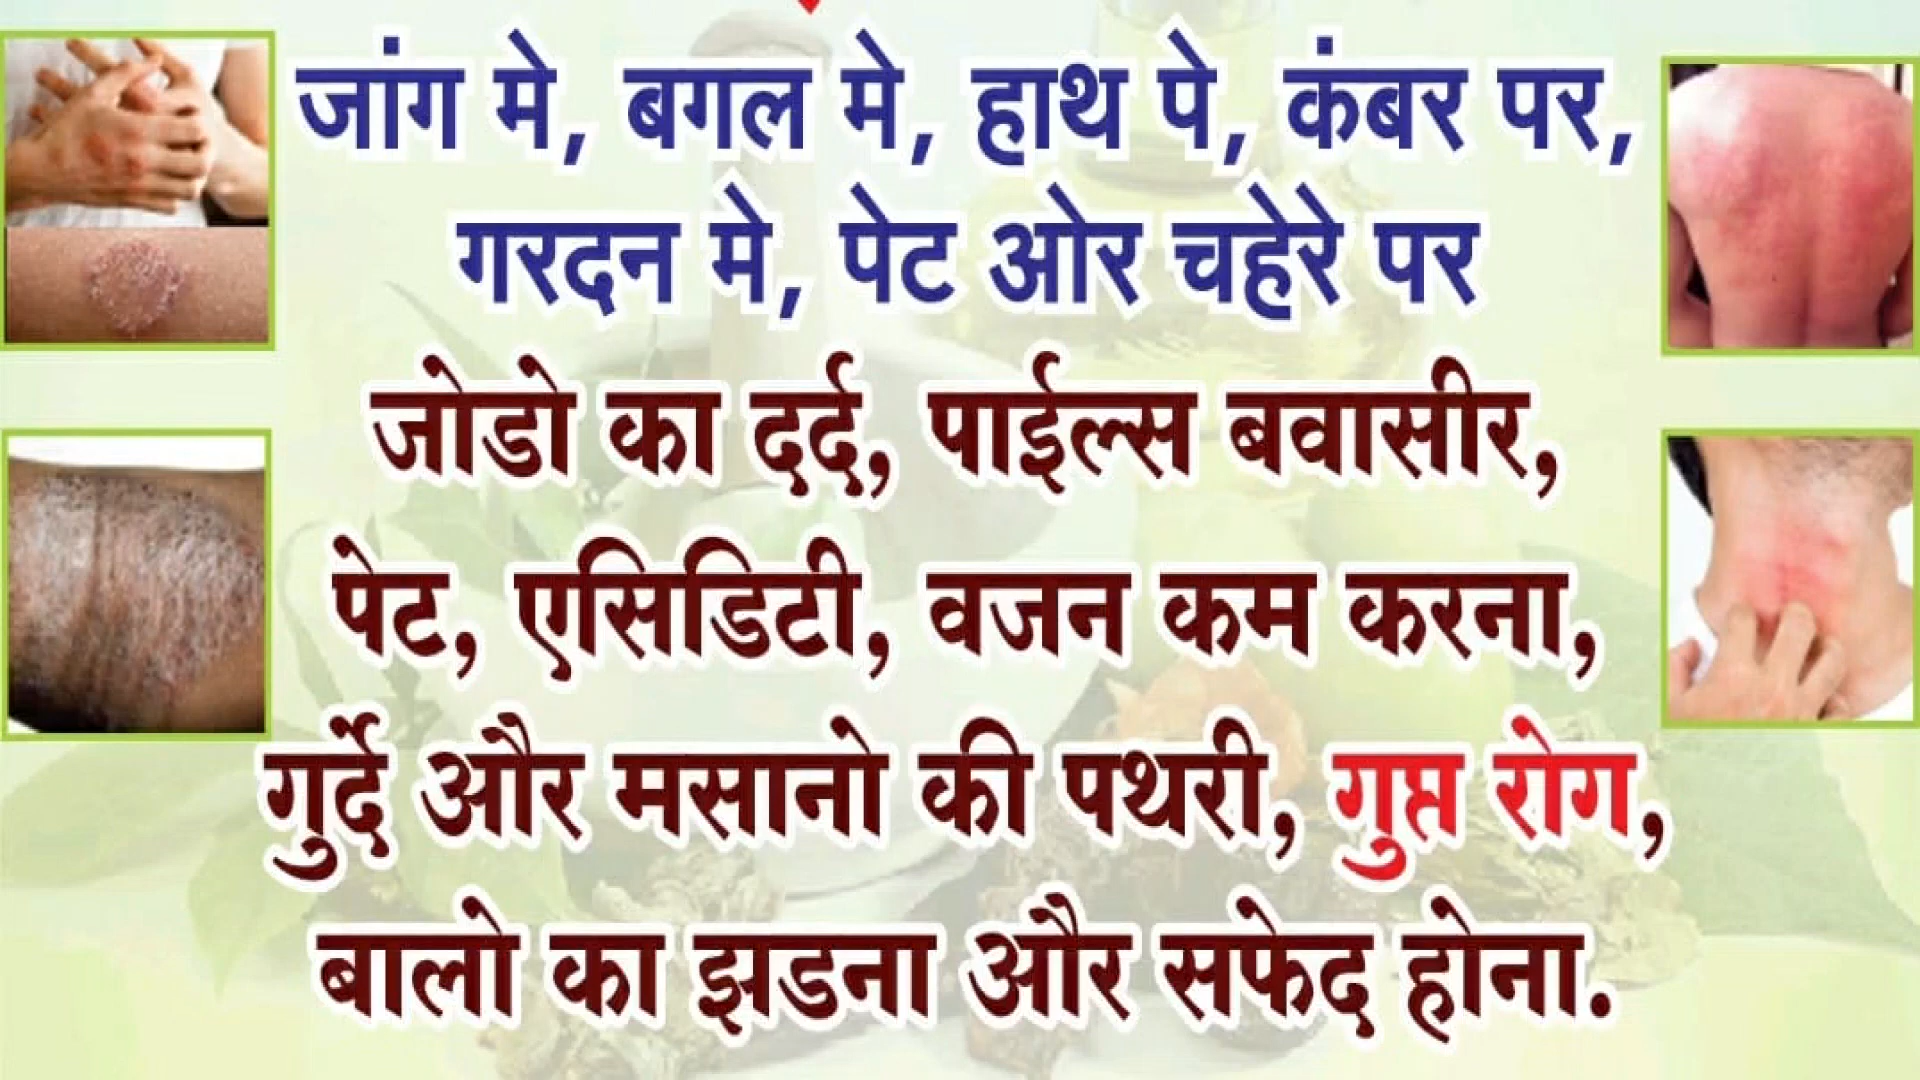 जांग मे, बगल मे, हाथ पे, कंबर पर,
गरदन मे, पेट ओर चहेरे पर
जोडो का दर्द, पाईल्स बवासीर,
पेट, एसिडिटी, वजन कम करना,
गुर्दे और मसानो की पथरी, गुप्त रोग,
बालो का झडना और सफेद होना.